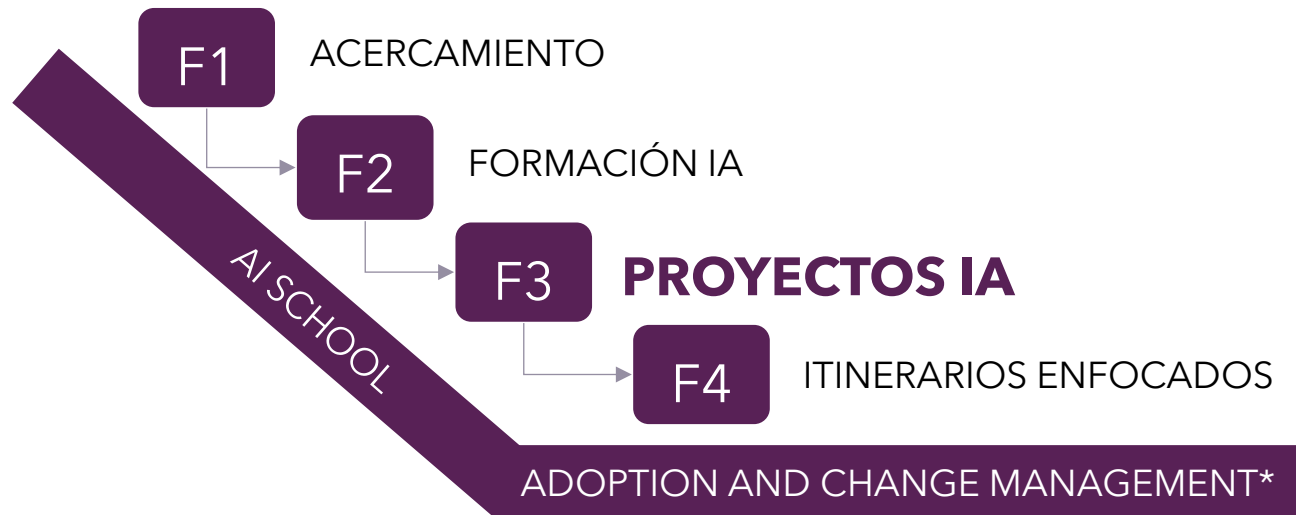 F1
ACERCAMIENTO
F2
FORMACIÓN IA
F3
PROYECTOS IA
F4
ITINERARIOS ENFOCADOS
AI SCHOOL
ADOPTION AND CHANGE MANAGEMENT*